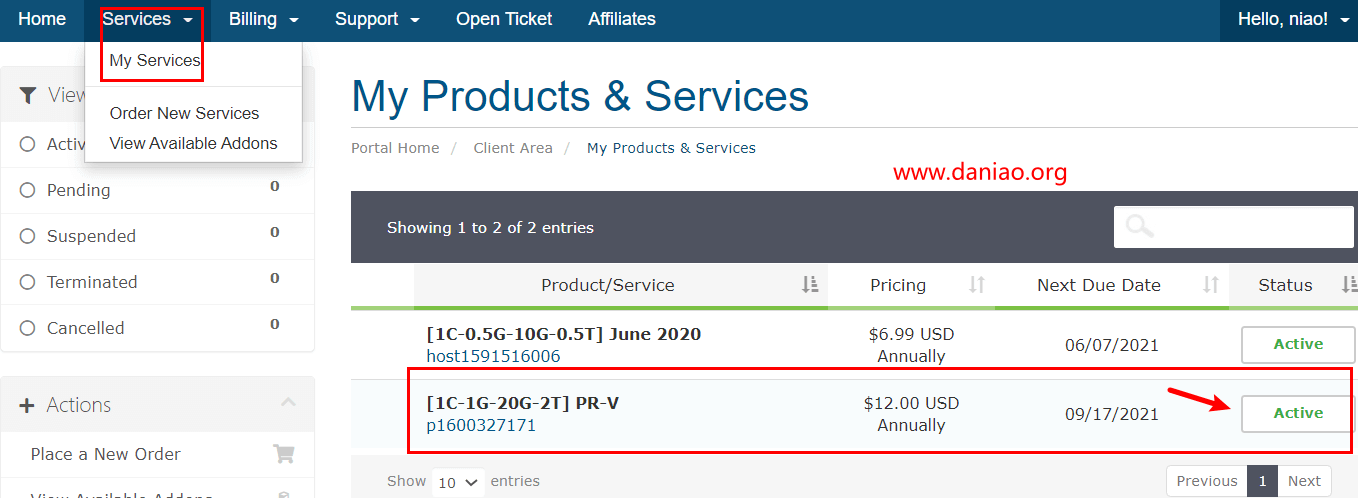 Home Services Billing Support Open Ticket Affiliates Hello, niao!
My Services
Order New Services
View Available Addons
View
Activ
Pending 0
Suspended 0
Terminated 0
Cancelled 0
Actions
Place a New Order
View Available Addons
My Products & Services
Portal Home / Client Area / My Products & Services
www.daniao.org
Showing 1 to 2 of 2 entries
Product/Service Pricing Next Due Date Status
[1C-0.5G-10G-0.5T] June 2020
host1591516006
$6.99 USD
Annually
06/07/2021
Active
[1C-1G-20G-2T] PR-V
p1600327171
$12.00 USD
Annually
09/17/2021
Active
Show 10 entries
Previous 1 Next